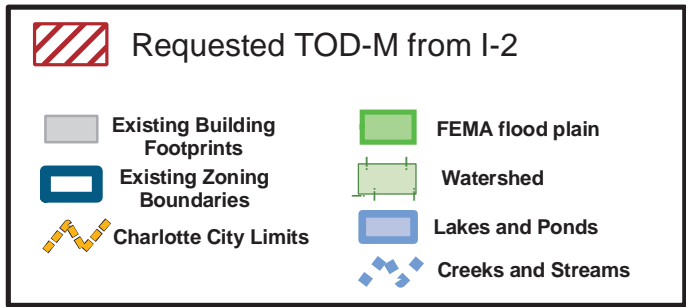 Requested TOD-M from I-2
Existing Building
Footprints
Existing Zoning
Boundaries
Charlotte City Limits
FEMA flood plain
Watershed
Lakes and Ponds
Creeks and Streams